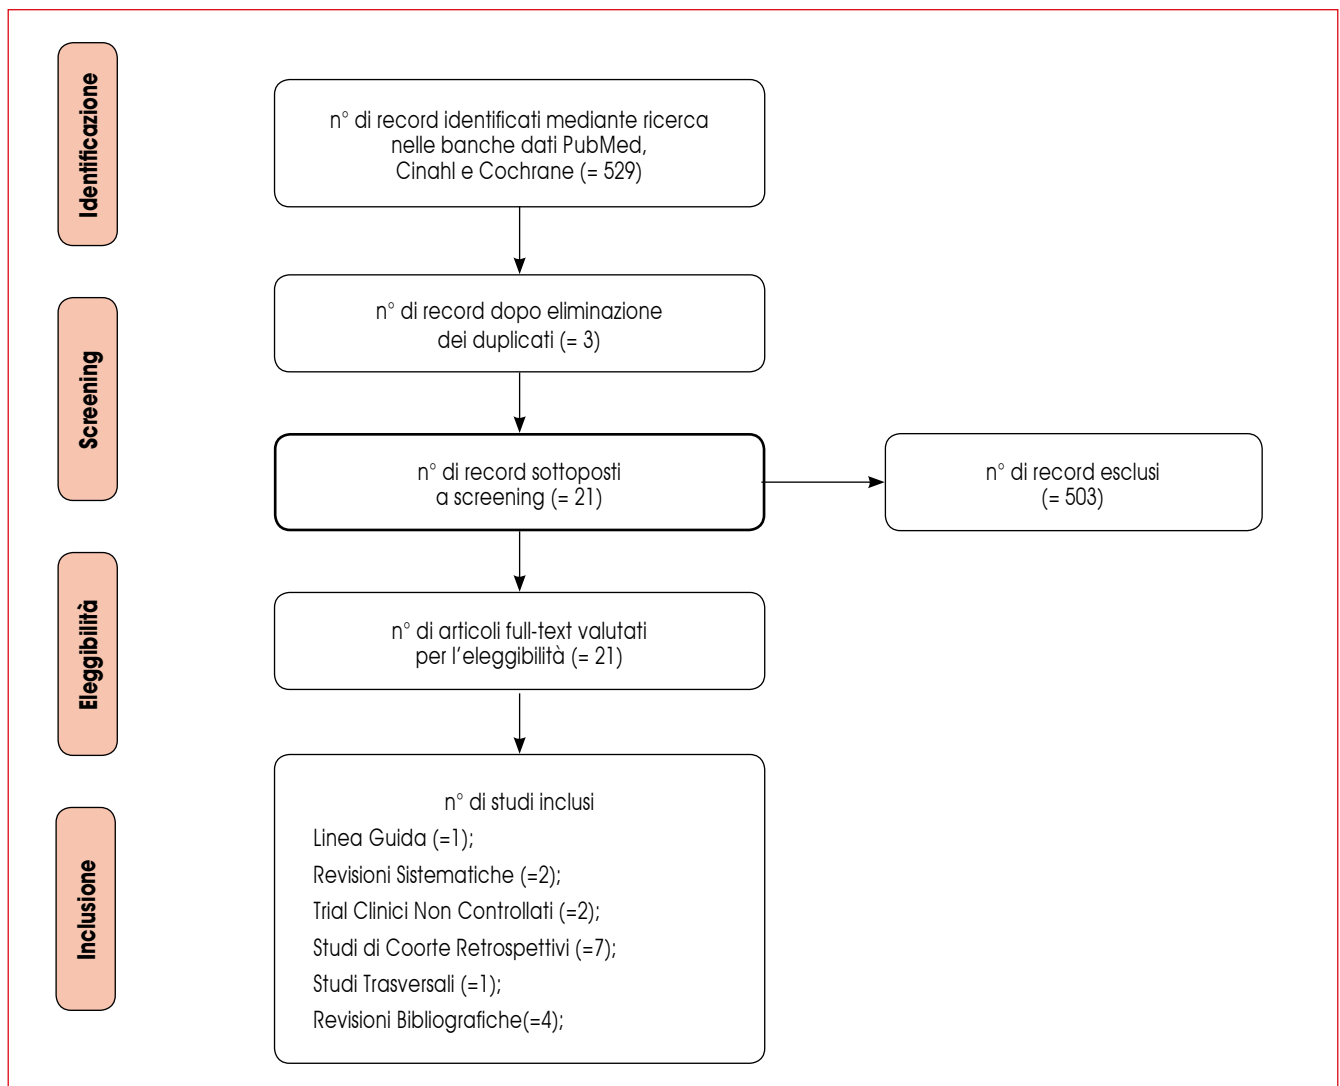 Identificazione
n° di record identificati mediante ricerca
nelle banche dati PubMed,
Cinahl e Cochrane (= 529)
n° di record dopo eliminazione
dei duplicati (= 3)
Screening
n° di record sottoposti
a screening (= 21)
n° di record esclusi
(= 503)
Eleggibilità
n° di articoli full-text valutati
per l'eleggibilità (= 21)
Inclusione
n° di studi inclusi
Linea Guida (=1);
Revisioni Sistematiche (=2);
Trial Clinici Non Controllati (=2);
Studi di Coorte Retrospettivi (=7);
Studi Trasversali (=1);
Revisioni Bibliografiche(=4);